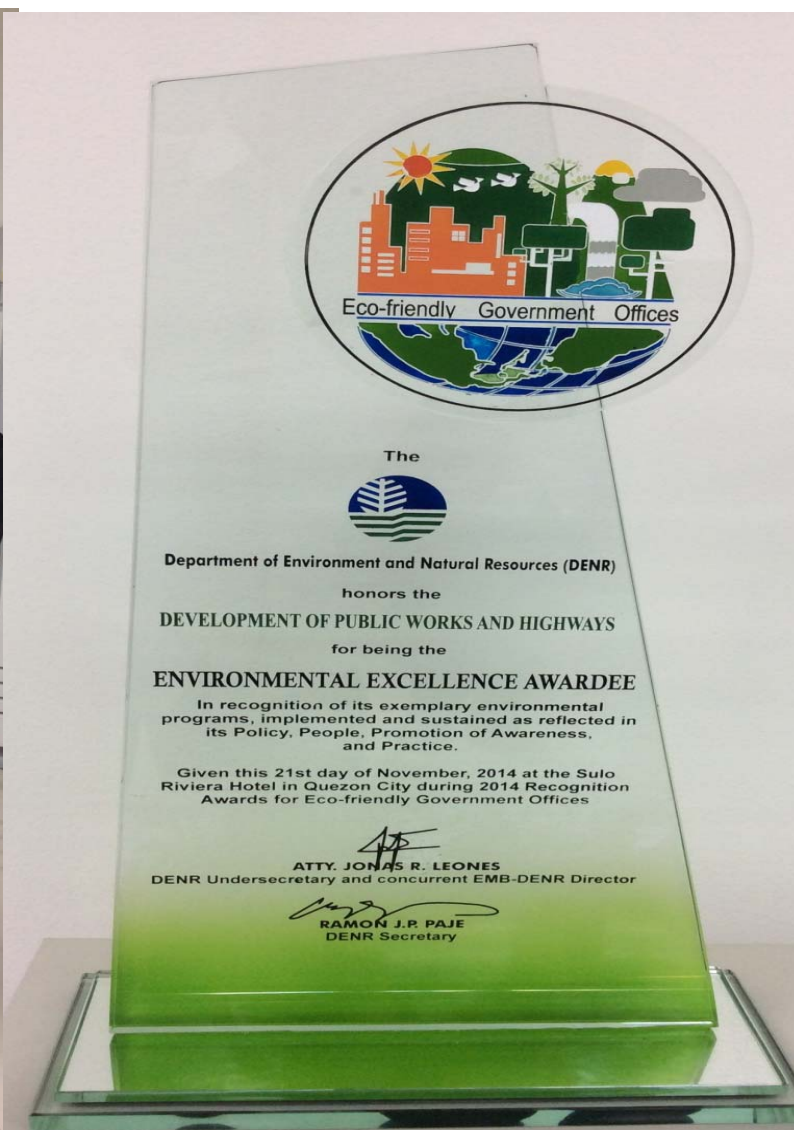 Eco-friendly Government Offices
The
Department of Environment and Natural Resources (DENR)
honors the
DEVELOPMENT OF PUBLIC WORKS AND HIGHWAYS
for being the
ENVIRONMENTAL EXCELLENCE AWARDEE
In recognition of its exemplary environmental
programs, implemented and sustained as reflected in
its Policy, People, Promotion of Awareness,
and Practice.
Given this 21st day of November, 2014 at the Sulo
Riviera Hotel in Quezon City during 2014 Recognition
Awards for Eco-friendly Government Offices
ATTY. JONAS R. LEONES
DENR Undersecretary and concurrent EMB-DENR Director
RAMON J.P. PAJE
DENR Secretary